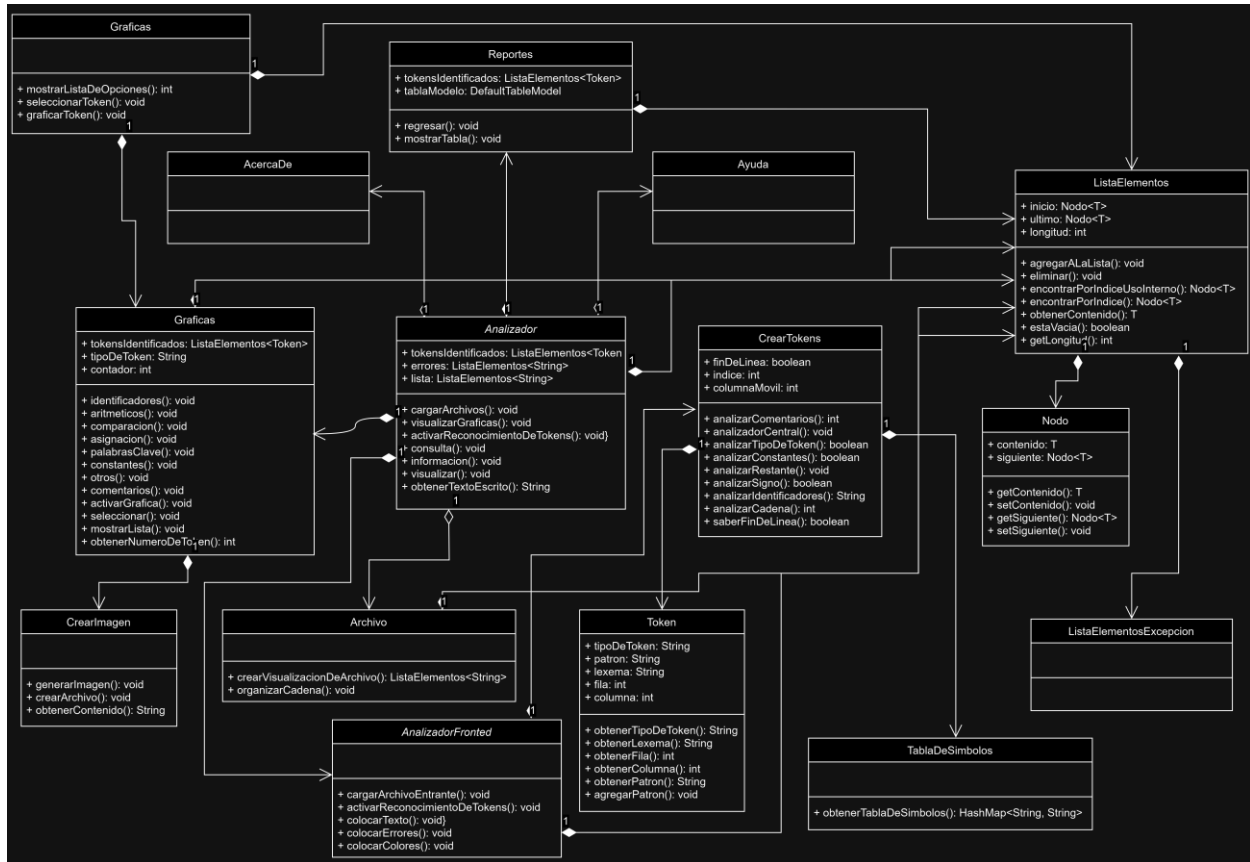 Graficas
+ mostrarListaDeOpciones(): int
+ seleccionarToken(): void
+ graficarToken(): void
1
1
Reportes
+ tokensIdentificados: ListaElementos<Token>
+ tablaModelo: DefaultTableModel
+ regresar(): void
+ mostrarTabla(): void
1
AcercaDe
Ayuda
ListaElementos
+ inicio: Nodo<T>
+ ultimo: Nodo<T>
+ longitud: int
+ agregarALaLista(): void
+ eliminar(): void
+ encontrarPorIndiceUsoInterno(): Nodo<T>
+ encontrarPorIndice(): Nodo<T>
+ obtenerContenido(): T
+ estaVacia(): boolean
+ getLongitud(): int
1
1
Graficas
+ tokensIdentificados: ListaElementos<Token>
+ tipoDeToken: String
+ contador: int
+ identificadores(): void
+ aritmeticos(): void
+ comparacion(): void
+ asignacion(): void
+ palabrasClave(): void
+ constantes(): void
+ otros(): void
+ comentarios(): void
+ activarGrafica(): void
+ seleccionar(): void
+ mostrarLista(): void
+ obtenerNumeroDeToken(): int
1
1
Analizador
+ tokensIdentificados: ListaElementos<Token
+ errores: ListaElementos<String>
+ lista: ListaElementos<String>
+ cargarArchivos(): void
+ visualizarGraficas(): void
+ activarReconocimientoDeTokens(): void}
+ consulta(): void
+ informacion(): void
+ visualizar(): void
+ obtenerTextoEscrito(): String
1
1
1
1
1
1
1
CrearTokens
+ finDeLinea: boolean
+ indice: int
+ columnaMovil: int
+ analizarComentarios(): int
+ analizadorCentral(): void
+ analizarTipoDeToken(): boolean
+ analizarConstantes(): boolean
+ analizarRestante(): void
+ analizarSigno(): boolean
+ analizarIdentificadores(): String
+ analizarCadena(): int
+ saberFinDeLinea(): boolean
1
1
Nodo
+ contenido: T
+ siguiente: Nodo<T>
+ getContenido(): T
+ setContenido(): void
+ getSiguiente(): Nodo<T>
+ setSiguiente(): void
CrearImagen
+ generarImagen(): void
+ crearArchivo(): void
+ obtenerContenido(): String
Archivo
+ crearVisualizacionDeArchivo(): ListaElementos<String>
+ organizarCadena(): void
1
Token
+ tipoDeToken: String
+ patron: String
+ lexema: String
+ fila: int
+ columna: int
+ obtenerTipoDeToken(): String
+ obtenerLexema(): String
+ obtenerFila(): int
+ obtenerColumna(): int
+ obtenerPatron(): String
+ agregarPatron(): void
ListaElementosExcepcion
AnalizadorFronted
+ cargarArchivoEntrante(): void
+ activarReconocimientoDeTokens(): void
+ colocarTexto(): void}
+ colocarErrores(): void
+ colocarColores(): void
1
1
TablaDeSimbolos
+ obtenerTablaDeSimbolos(): HashMap<String, String>